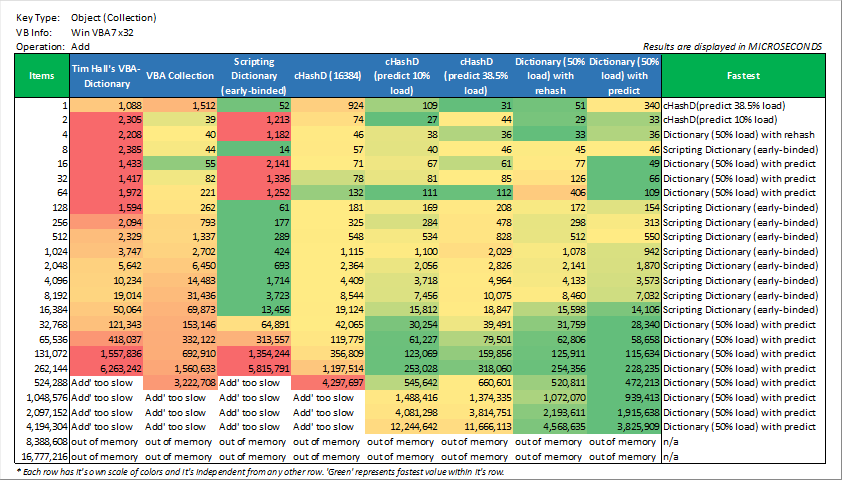 Key Type: Object (Collection)
VB Info: Win VBA7 x32
Operation: Add
Results are displayed in MICROSECONDS
Items | Tim Hall's VBA-Dictionary | VBA Collection | Scripting Dictionary (early-binded) | cHashD (16384) | cHashD (predict 10% load) | cHashD (predict 38.5% load) | Dictionary (50% load) with rehash | Dictionary (50% load) with predict | Fastest
1 | 1,088 | 1,512 | 52 | 924 | 109 | 31 | 51 | 340 | cHashD(predict 38.5% load)
2 | 2,305 | 39 | 1,213 | 74 | 27 | 44 | 29 | 33 | cHashD(predict 10% load)
4 | 2,208 | 40 | 1,182 | 46 | 38 | 36 | 33 | 36 | Dictionary (50% load) with rehash
8 | 2,385 | 44 | 14 | 57 | 40 | 46 | 45 | 46 | Scripting Dictionary (early-binded)
16 | 1,433 | 55 | 2,141 | 71 | 67 | 61 | 77 | 49 | Dictionary (50% load) with predict
32 | 1,417 | 82 | 1,336 | 78 | 81 | 85 | 126 | 66 | Dictionary (50% load) with predict
64 | 1,972 | 221 | 1,252 | 132 | 111 | 112 | 406 | 109 | Dictionary (50% load) with predict
128 | 1,594 | 262 | 61 | 181 | 169 | 208 | 172 | 154 | Scripting Dictionary (early-binded)
256 | 2,094 | 793 | 177 | 325 | 284 | 478 | 298 | 313 | Scripting Dictionary (early-binded)
512 | 2,329 | 1,337 | 289 | 548 | 534 | 828 | 512 | 550 | Scripting Dictionary (early-binded)
1,024 | 3,747 | 2,702 | 424 | 1,115 | 1,100 | 2,029 | 1,078 | 942 | Scripting Dictionary (early-binded)
2,048 | 5,642 | 6,450 | 693 | 2,364 | 2,056 | 2,826 | 2,141 | 1,870 | Scripting Dictionary (early-binded)
4,096 | 10,234 | 14,483 | 1,714 | 4,409 | 3,718 | 4,964 | 4,133 | 3,573 | Scripting Dictionary (early-binded)
8,192 | 19,014 | 31,436 | 3,723 | 8,544 | 7,456 | 10,075 | 8,460 | 7,032 | Scripting Dictionary (early-binded)
16,384 | 50,064 | 69,873 | 13,456 | 19,124 | 15,812 | 18,847 | 15,598 | 14,106 | Scripting Dictionary (early-binded)
32,768 | 121,343 | 153,146 | 64,891 | 42,065 | 30,254 | 39,491 | 31,759 | 28,340 | Dictionary (50% load) with predict
65,536 | 418,037 | 332,122 | 313,557 | 119,779 | 61,227 | 79,501 | 62,806 | 58,658 | Dictionary (50% load) with predict
131,072 | 1,557,836 | 692,910 | 1,354,244 | 356,809 | 123,069 | 159,856 | 125,911 | 115,634 | Dictionary (50% load) with predict
262,144 | 6,263,242 | 1,560,633 | 5,815,791 | 1,197,514 | 253,028 | 318,060 | 254,356 | 228,235 | Dictionary (50% load) with predict
524,288 | Add' too slow | 3,222,708 | Add' too slow | 4,297,697 | 545,642 | 660,601 | 520,811 | 472,213 | Dictionary (50% load) with predict
1,048,576 | Add' too slow | Add' too slow | Add' too slow | Add' too slow | 1,488,416 | 1,374,335 | 1,072,070 | 939,413 | Dictionary (50% load) with predict
2,097,152 | Add' too slow | Add' too slow | Add' too slow | Add' too slow | 4,081,298 | 3,814,751 | 2,193,611 | 1,915,638 | Dictionary (50% load) with predict
4,194,304 | Add' too slow | Add' too slow | Add' too slow | Add' too slow | 12,244,642 | 11,666,113 | 4,568,635 | 3,825,909 | Dictionary (50% load) with predict
8,388,608 | out of memory | out of memory | out of memory | out of memory | out of memory | out of memory | out of memory | out of memory | n/a
16,777,216 | out of memory | out of memory | out of memory | out of memory | out of memory | out of memory | out of memory | out of memory | n/a
* Each row has it's own scale of colors and it's independent from any other row. 'Green' represents fastest value within it's row.